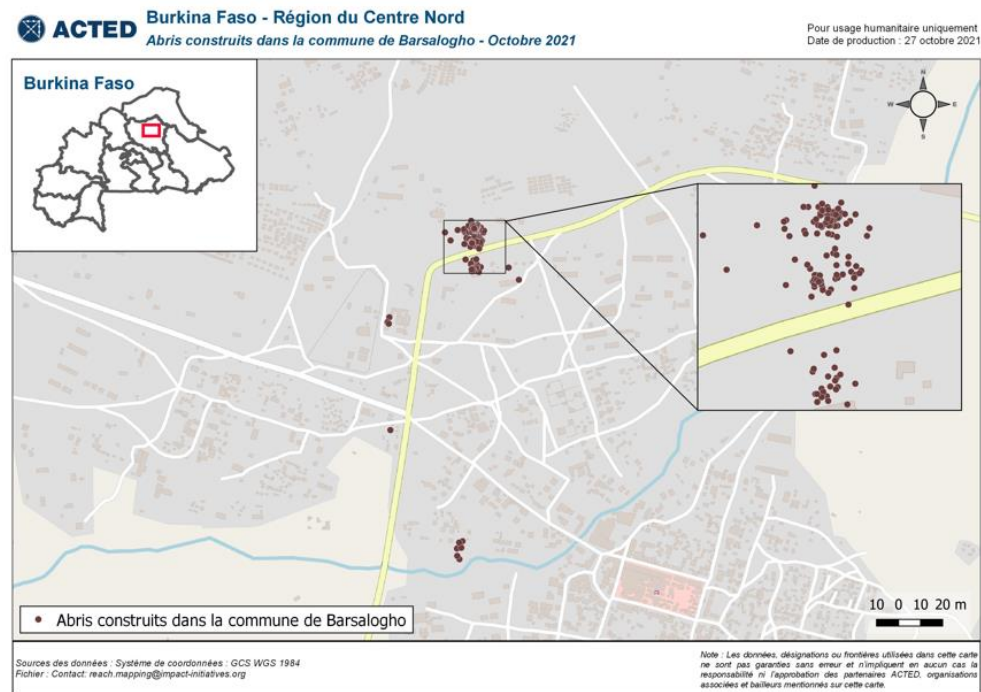 ACTED
Burkina Faso - Région du Centre Nord
Abris construits dans la commune de Barsalogho - Octobre 2021
Pour usage humanitaire uniquement
Date de production : 27 octobre 2021
Burkina Faso
N
W E
S
Abris construits dans la commune de Barsalogho
10 0 10 20 m
Sources des données : Système de coordonnées : GCS WGS 1984
Fichier : Contact: reach.mapping@impact-initiatives.org
Note : Les données, désignations ou frontières utilisées dans cette carte
ne sont pas garanties sans erreur et n'impliquent en aucun cas la
responsabilité ni l'approbation des partenaires ACTED, organisations
associées et bailleurs mentionnés sur cette carte.